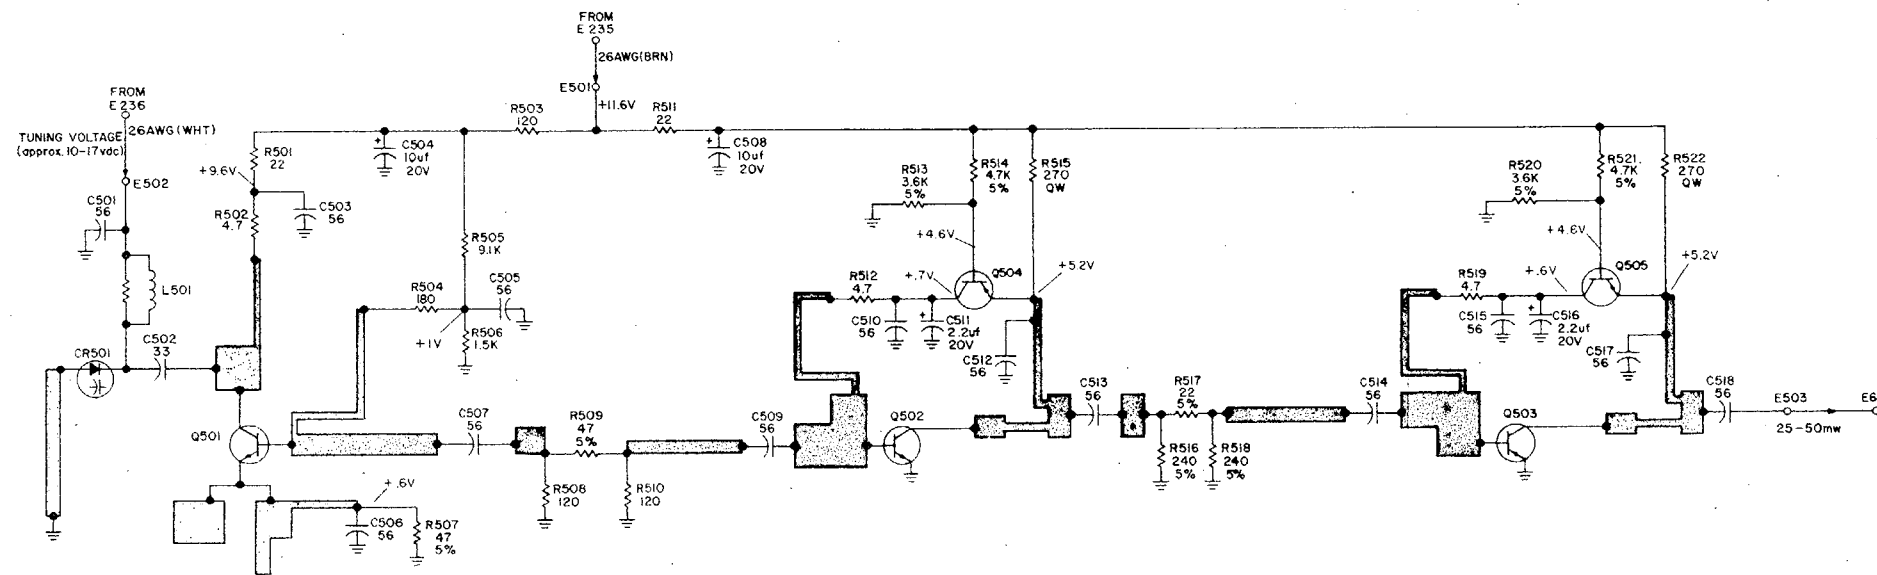 FROM
E 235
26AWG(BRN)
E501
+11.6V
FROM
E 236
26AWG(WHT)
TUNING VOLTAGE
(approx. 10-17vdc)
E502
C501
56
L501
CR501
C502
33
R501
22
+9.6V
R502
4.7
C503
56
C504
10uf
20V
R503
120
R511
22
C508
10uf
20V
R505
9.1K
R504
180
C505
56
+1V
R506
1.5K
Q501
+.6V
C506
56
R507
47
5%
C507
56
R509
47
5%
R508
120
R510
120
C509
56
R513
3.6K
5%
R514
4.7K
5%
R515
270
QW
+4.6V
R512
4.7
+.7V
Q504
+5.2V
C510
56
C511
2.2uf
20V
C512
56
Q502
C513
56
R517
22
5%
R516
240
5%
R518
240
5%
C514
56
R520
3.6K
5%
R521.
4.7K
5%
R522
270
QW
+4.6V
R519
4.7
+.6V
Q505
+5.2V
C515
56
C516
2.2uf
20V
C517
56
Q503
C518
56
E503
E6
25-50mw